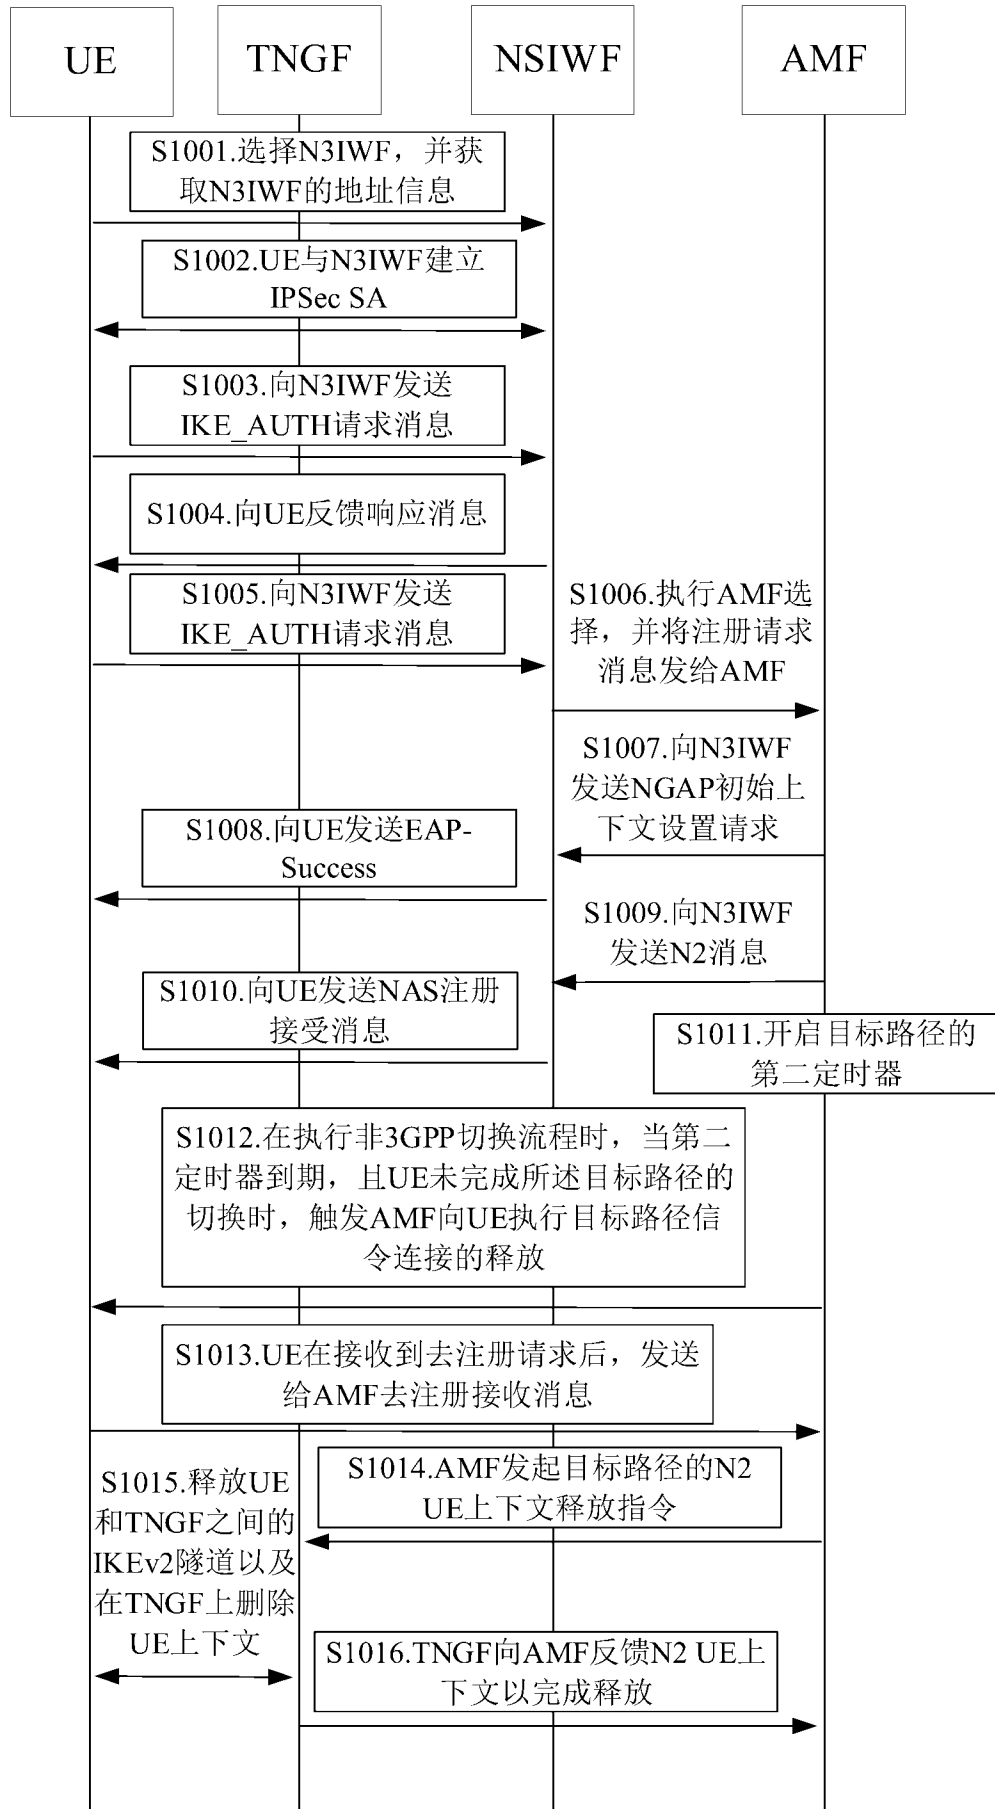 UE
TNGF
NSIWF
AMF
S1001.选择N3IWF，并获
取N3IWF的地址信息
S1002.UE与N3IWF建立
IPSec SA
S1003.向N3IWF发送
IKE_AUTH请求消息
S1004.向UE反馈响应消息
S1005.向N3IWF发送
IKE_AUTH请求消息
S1006.执行AMF选
择，并将注册请求
消息发给AMF
S1007.向N3IWF
发送NGAP初始上
下文设置请求
S1008.向UE发送EAP-
Success
S1009.向N3IWF
发送N2消息
S1010.向UE发送NAS注册
接受消息
S1011.开启目标路径的
第二定时器
S1012.在执行非3GPP切换流程时，当第二
定时器到期，且UE未完成所述目标路径的
切换时，触发AMF向UE执行目标路径信
令连接的释放
S1013.UE在接收到去注册请求后，发送
给AMF去注册接收消息
S1014.AMF发起目标路径的N2
UE上下文释放指令
S1015.释放UE
和TNGF之间的
IKEv2隧道以及
在TNGF上删除
UE上下文
S1016.TNGF向AMF反馈N2 UE上
下文以完成释放